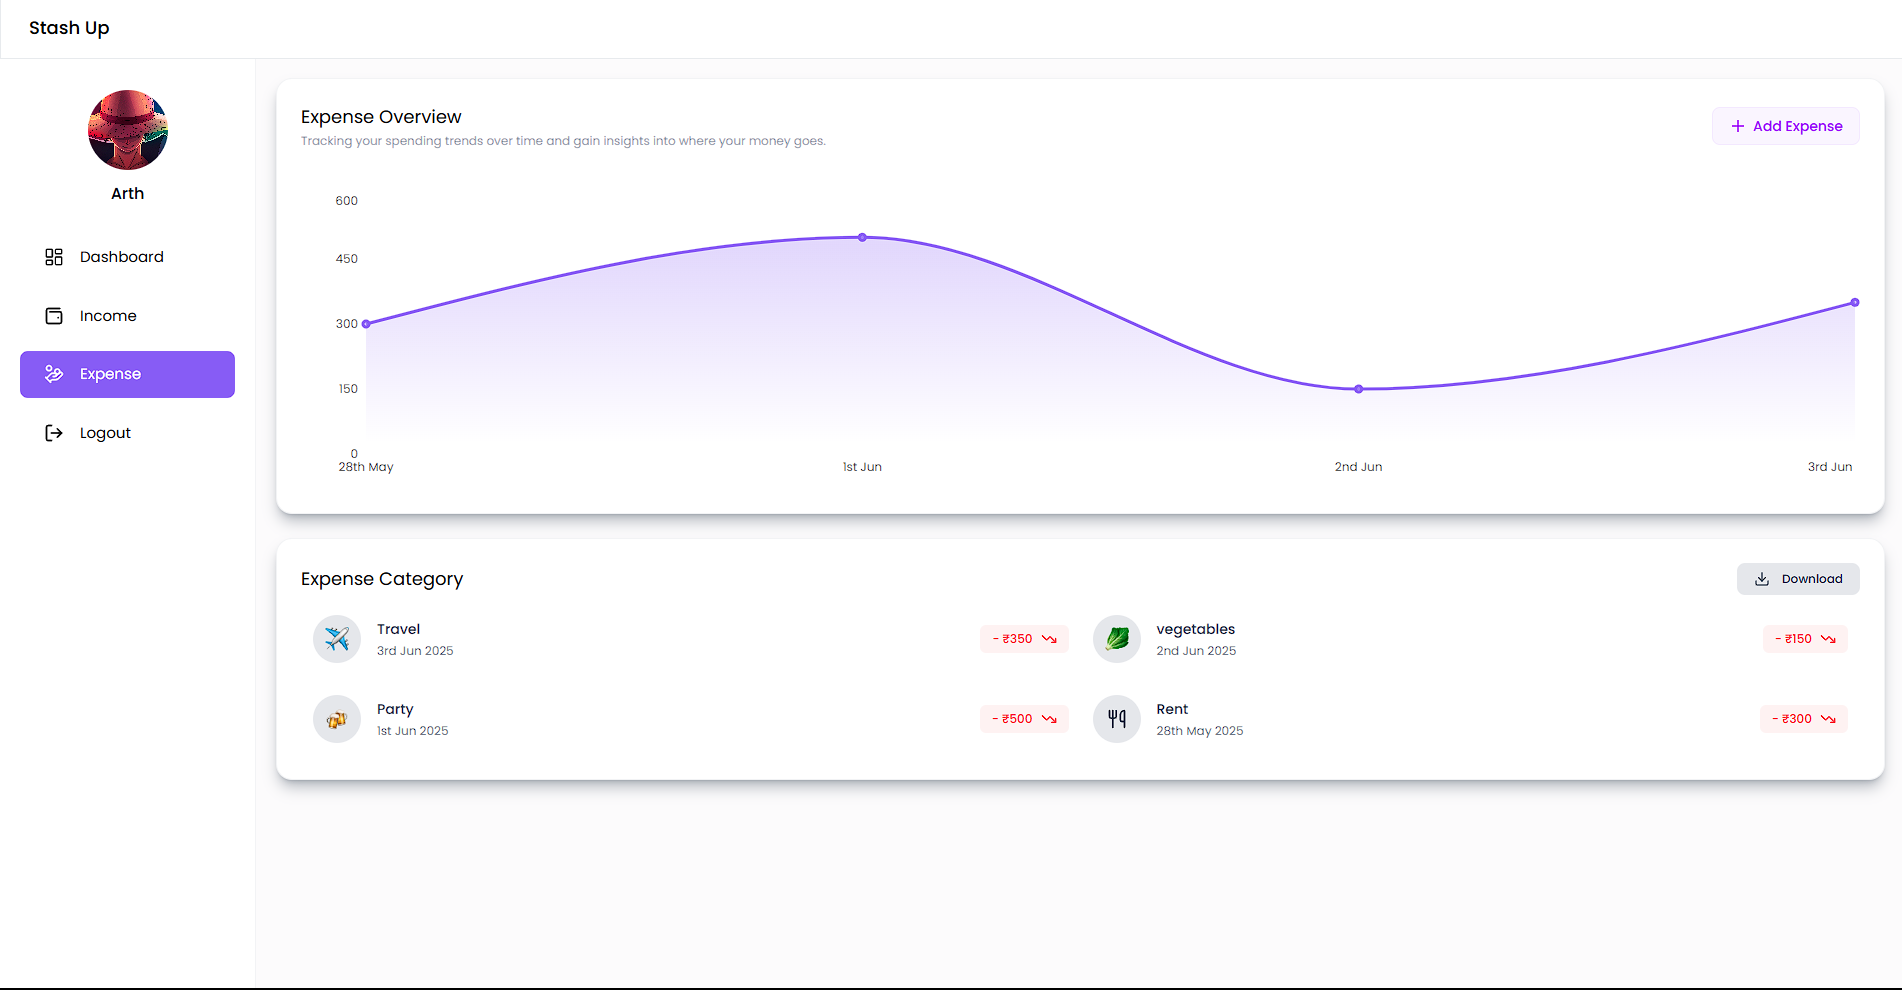 Stash Up
Arth
Dashboard
Income
Expense
Logout
Expense Overview
Tracking your spending trends over time and gain insights into where your money goes.
+ Add Expense
600
450
300
150
0
28th May
1st Jun
2nd Jun
3rd Jun
Expense Category
Download
Travel
3rd Jun 2025
- ₹350
vegetables
2nd Jun 2025
- ₹150
Party
1st Jun 2025
- ₹500
Rent
28th May 2025
- ₹300